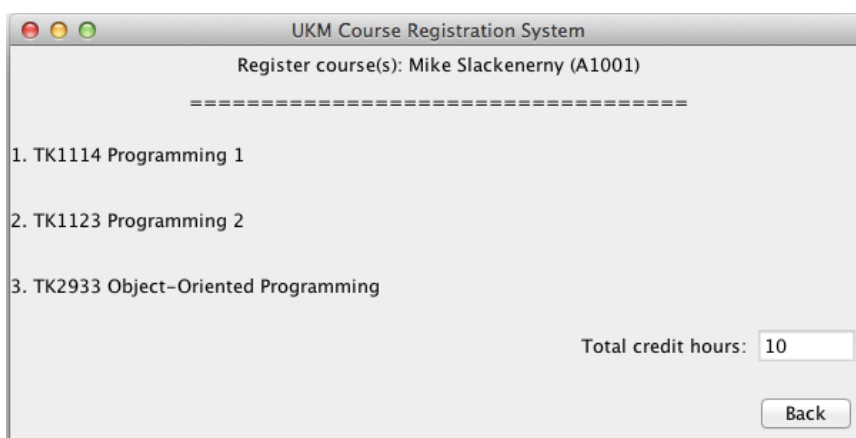 UKM Course Registration System
Register course(s): Mike Slackenerny (A1001)
===================================
1. TK1114 Programming 1
2. TK1123 Programming 2
3. TK2933 Object-Oriented Programming
Total credit hours: 10
Back